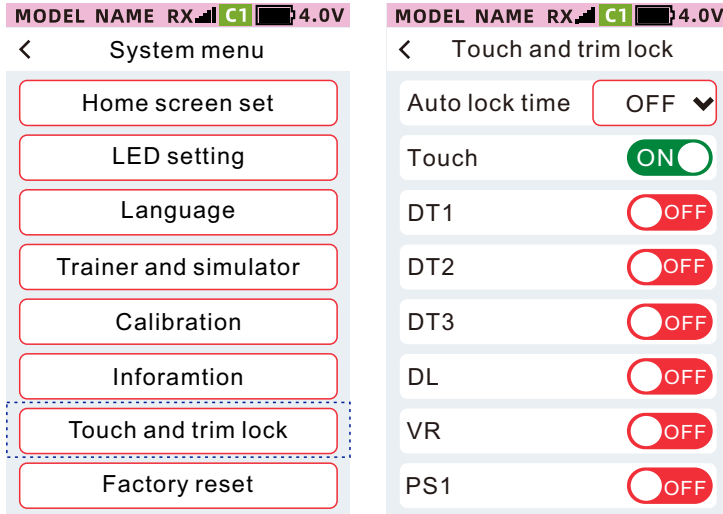 MODEL NAME RX C1 4.0V
System menu
Home screen set
LED setting
Language
Trainer and simulator
Calibration
Inforamtion
Touch and trim lock
Factory reset
MODEL NAME RX C1 4.0V
Touch and trim lock
Auto lock time OFF
Touch ON
DT1 OFF
DT2 OFF
DT3 OFF
DL OFF
VR OFF
PS1 OFF